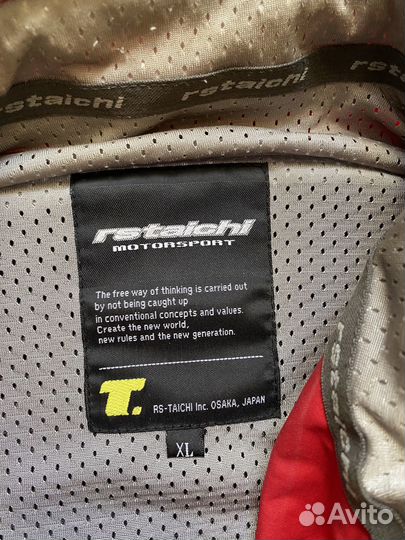 rstaichi rstaichi
rstaichi
MOTORSPORT
The free way of thinking is carried out
by not being caught up
in conventional concepts and values.
Create the new world,
new rules and the new generation.
T.
RS-TAICHI Inc. OSAKA, JAPAN
XL
Avito